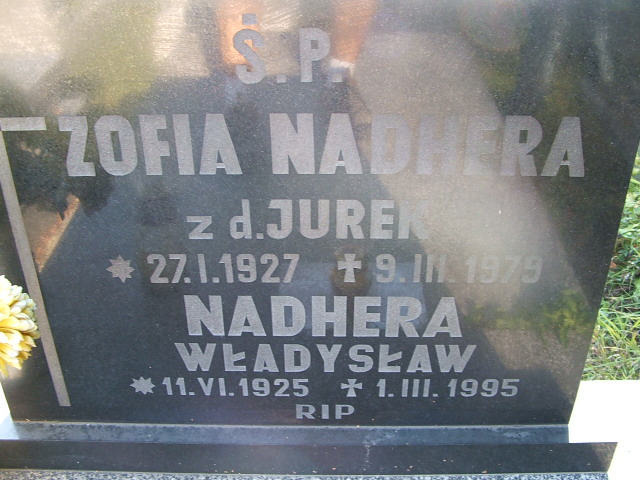 Ś.P.
ZOFIA NADHERA
z d. JUREK
* 27.I.1927 ✝ 9.III.1979
NADHERA
WŁADYSŁAW
* 11.VI.1925 ✝ 1.III.1995
RIP